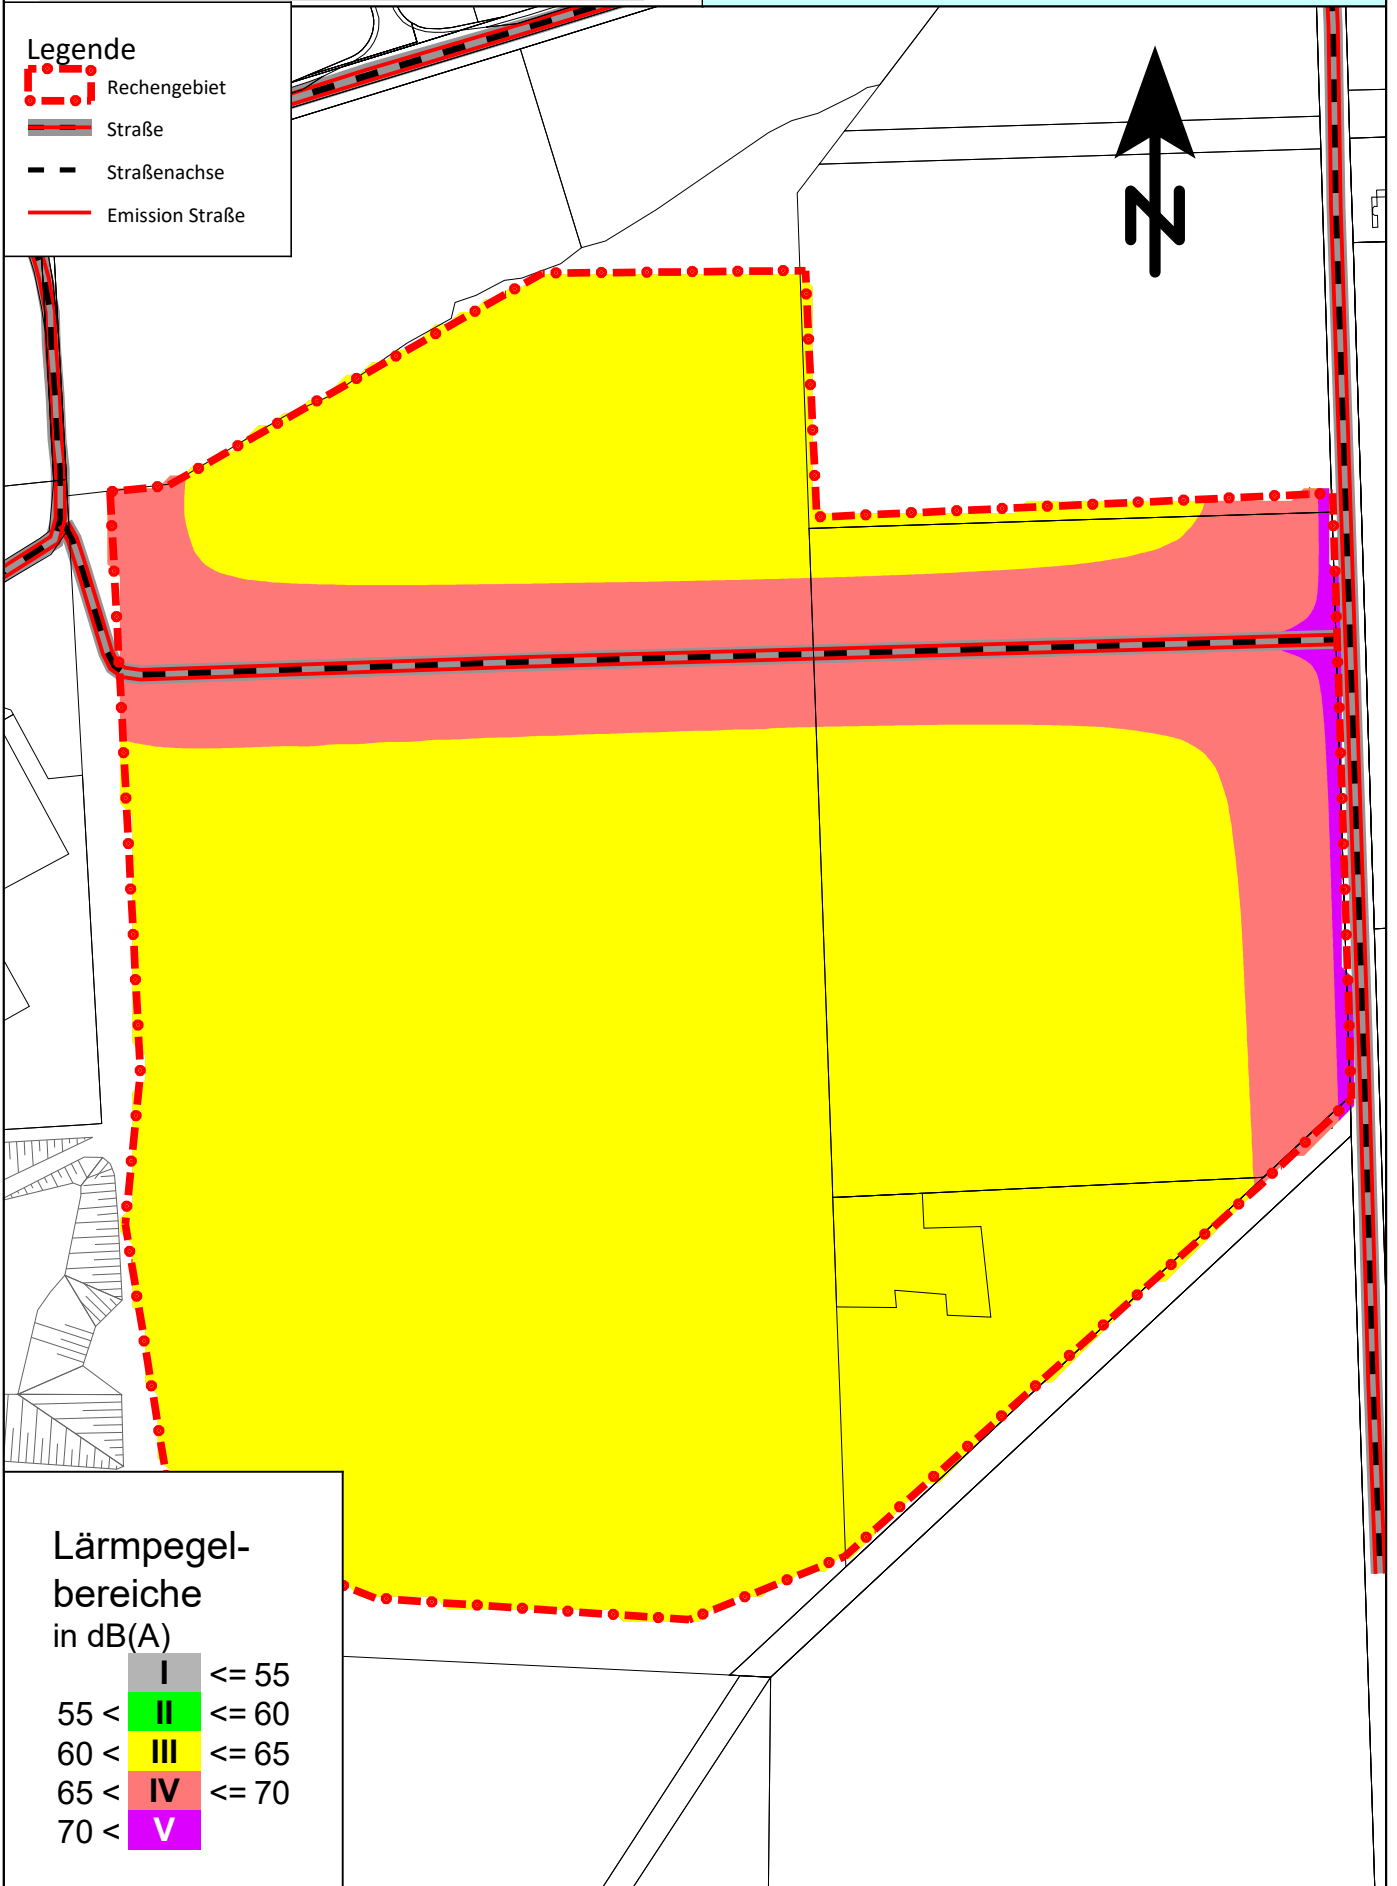 Legende
Rechengebiet
Straße
Straßenachse
Emission Straße
N
Lärmpegel-
bereiche
in dB(A)
I <= 55
55 < II <= 60
60 < III <= 65
65 < IV <= 70
70 < V